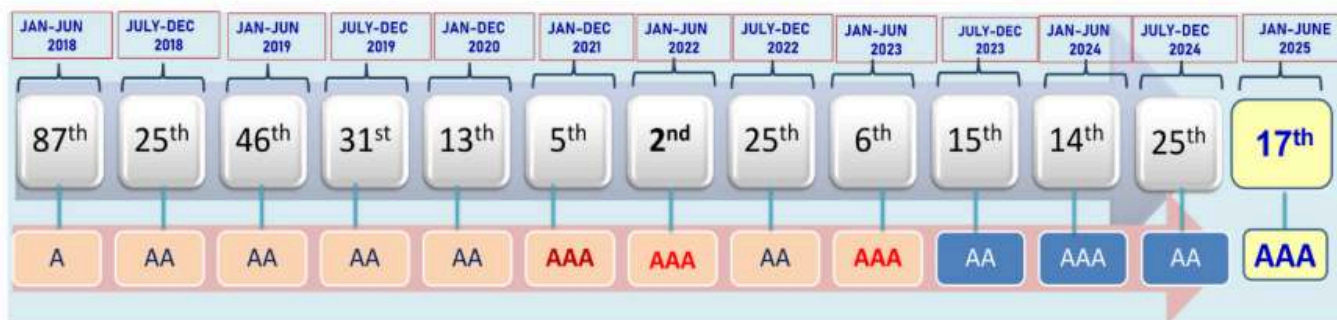 JAN-JUN 2018
JULY-DEC 2018
JAN-JUN 2019
JULY-DEC 2019
JAN-DEC 2020
JAN-DEC 2021
JAN-JUN 2022
JULY-DEC 2022
JAN-JUN 2023
JULY-DEC 2023
JAN-JUN 2024
JULY-DEC 2024
JAN-JUNE 2025
87th 25th 46th 31st 13th 5th 2nd 25th 6th 15th 14th 25th 17th
A AA AA AA AA AAA AAA AA AAA AA AAA AA AAA